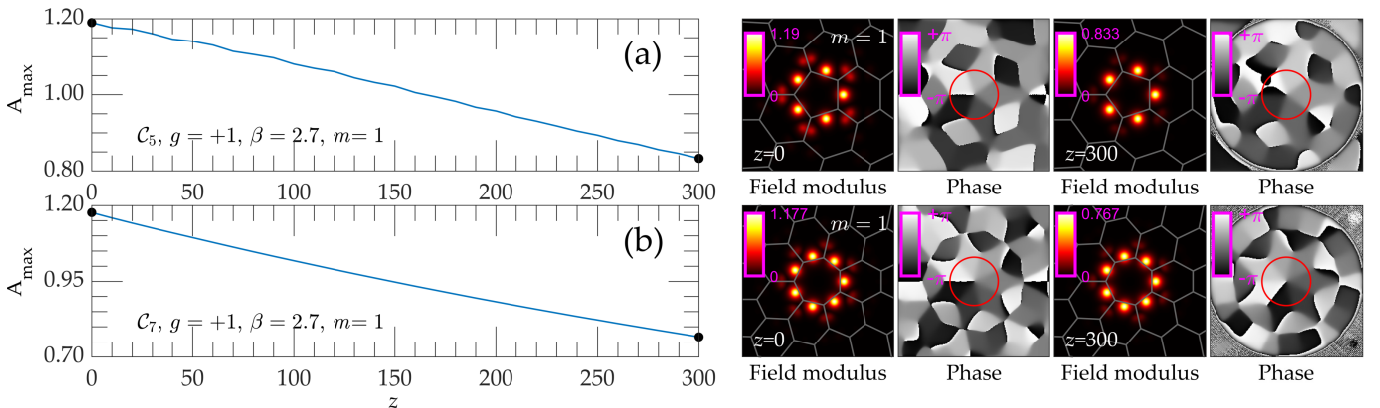 1.20
1.00
0.80
A_max
(a)
𝒞₅, g = +1, β = 2.7, m = 1
0 50 100 150 200 250 300
1.19
0
m = 1
z=0
+π
-π
0.833
0
z=300
+π
-π
Field modulus Phase Field modulus Phase
1.20
0.95
0.70
A_max
(b)
𝒞₇, g = +1, β = 2.7, m = 1
0 50 100 150 200 250 300
z
1.177
0
m = 1
z=0
+π
-π
0.767
0
z=300
+π
-π
Field modulus Phase Field modulus Phase